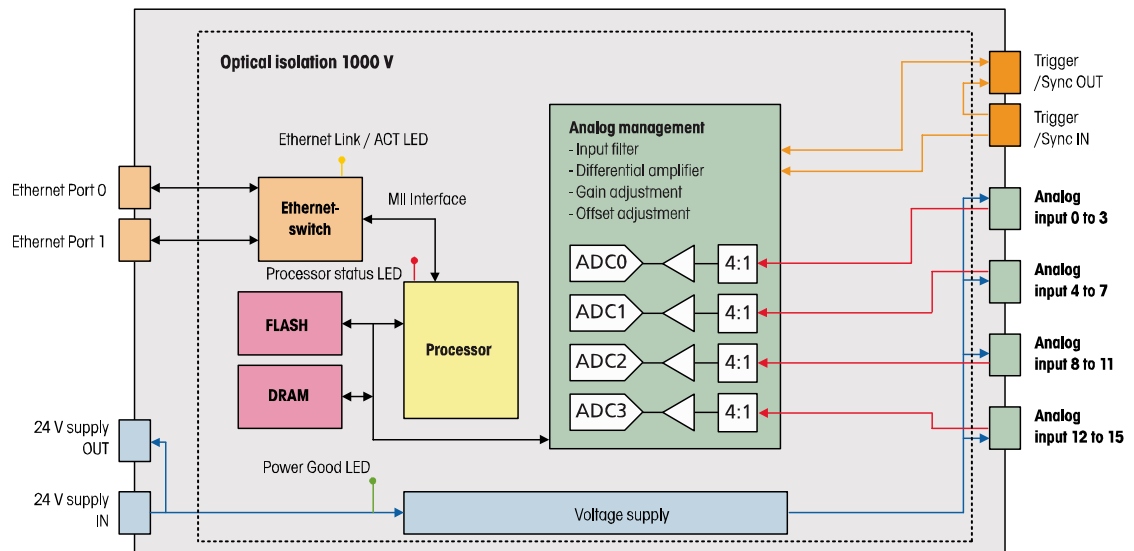 Optical isolation 1000 V
Trigger
/Sync OUT
Trigger
/Sync IN
Ethernet Link / ACT LED
Analog management
- Input filter
- Differential amplifier
- Gain adjustment
- Offset adjustment
Ethernet Port 0
Ethernet Port 1
Ethernet-
switch
MII Interface
Analog
input 0 to 3
Processor status LED
ADC0
4:1
Analog
input 4 to 7
FLASH
ADC1
4:1
Processor
Analog
input 8 to 11
ADC2
4:1
DRAM
ADC3
4:1
Analog
input 12 to 15
24 V supply
OUT
Power Good LED
24 V supply
IN
Voltage supply